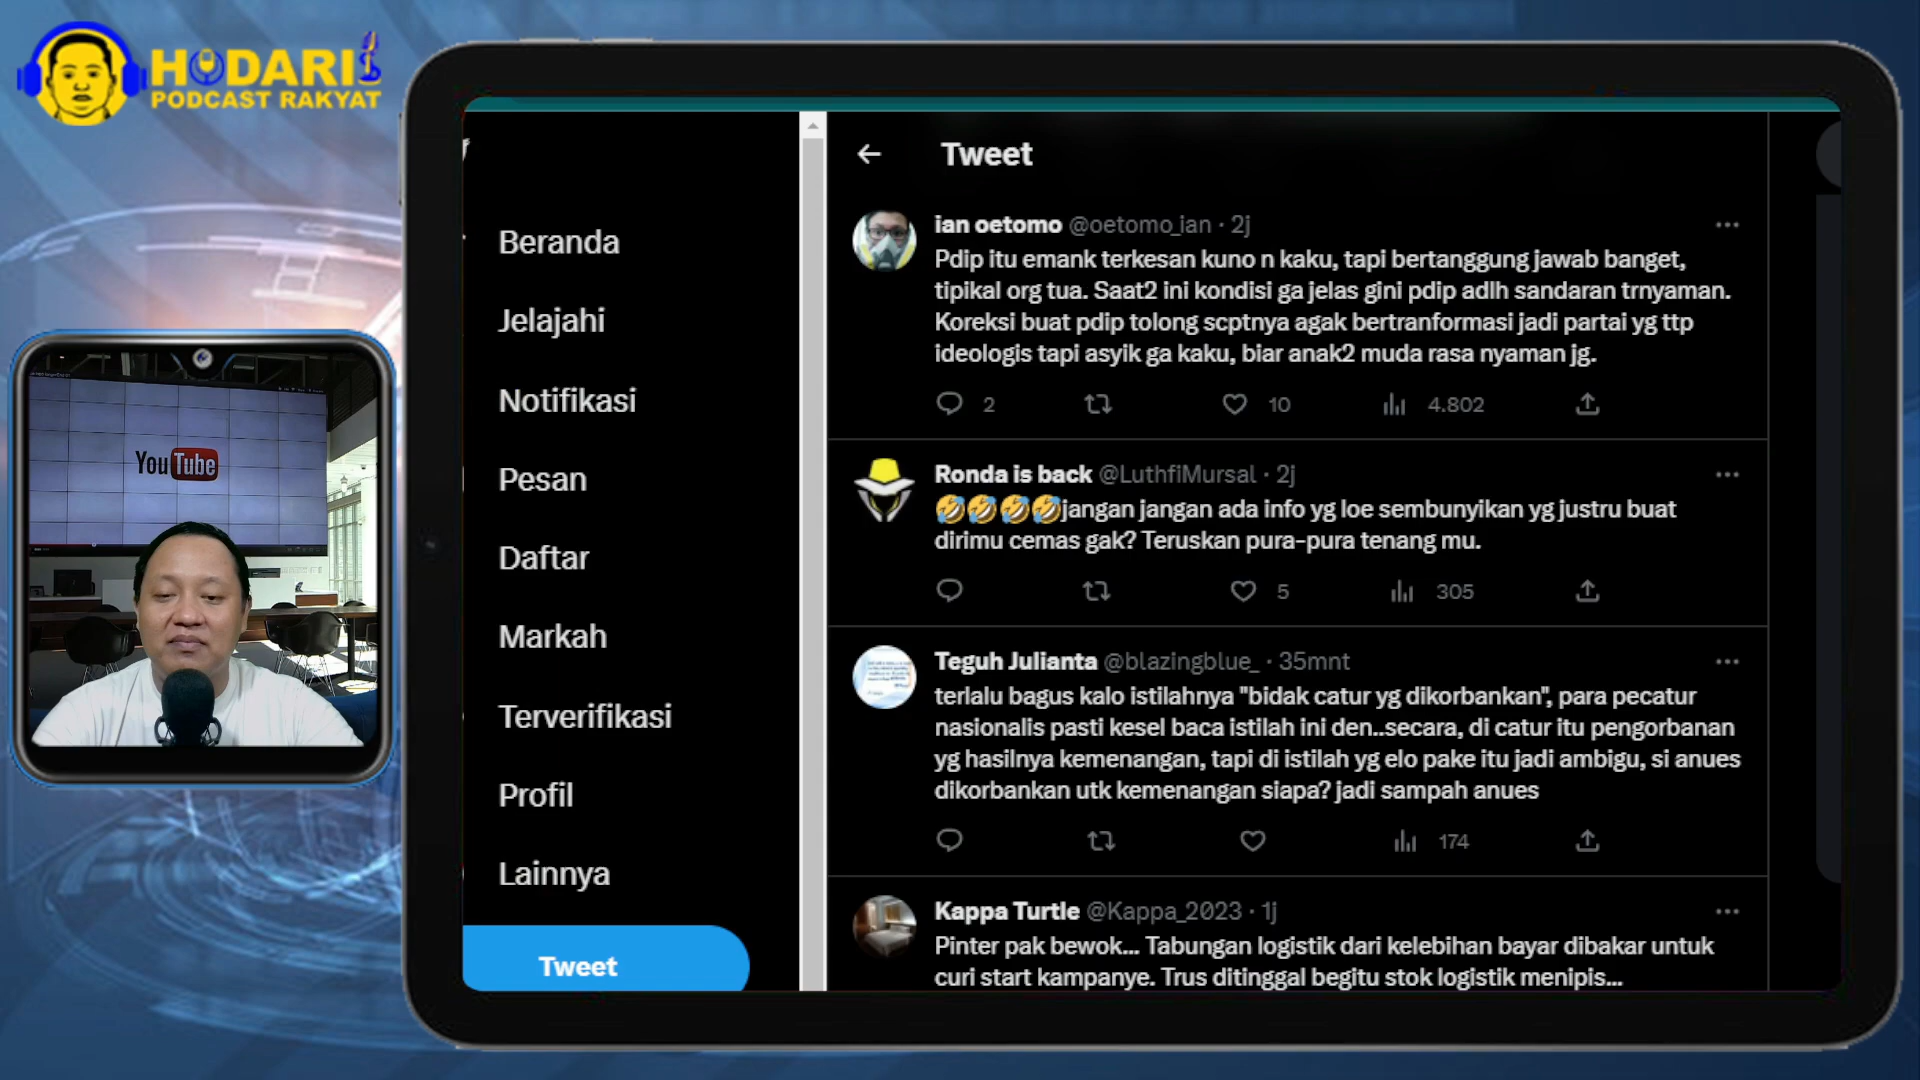 HODARI
PODCAST RAKYAT
YouTube
Beranda
Jelajahi
Notifikasi
Pesan
Daftar
Markah
Terverifikasi
Profil
Lainnya
Tweet
Tweet
ian oetomo @oetomo_ian · 2j
Pdip itu emank terkesan kuno n kaku, tapi bertanggung jawab banget,
tipikal org tua. Saat2 ini kondisi ga jelas gini pdip adlh sandaran trnyaman.
Koreksi buat pdip tolong scptnya agak bertranformasi jadi partai yg ttp
ideologis tapi asyik ga kaku, biar anak2 muda rasa nyaman jg.
2 10 4.802
Ronda is back @LuthfiMursal · 2j
🤣🤣🤣🤣jangan jangan ada info yg loe sembunyikan yg justru buat
dirimu cemas gak? Teruskan pura-pura tenang mu.
5 305
Teguh Julianta @blazingblue_ · 35mnt
terlalu bagus kalo istilahnya "bidak catur yg dikorbankan", para pecatur
nasionalis pasti kesel baca istilah ini den..secara, di catur itu pengorbanan
yg hasilnya kemenangan, tapi di istilah yg elo pake itu jadi ambigu, si anues
dikorbankan utk kemenangan siapa? jadi sampah anues
174
Kappa Turtle @Kappa_2023 · 1j
Pinter pak bewok... Tabungan logistik dari kelebihan bayar dibakar untuk
curi start kampanye. Trus ditinggal begitu stok logistik menipis...